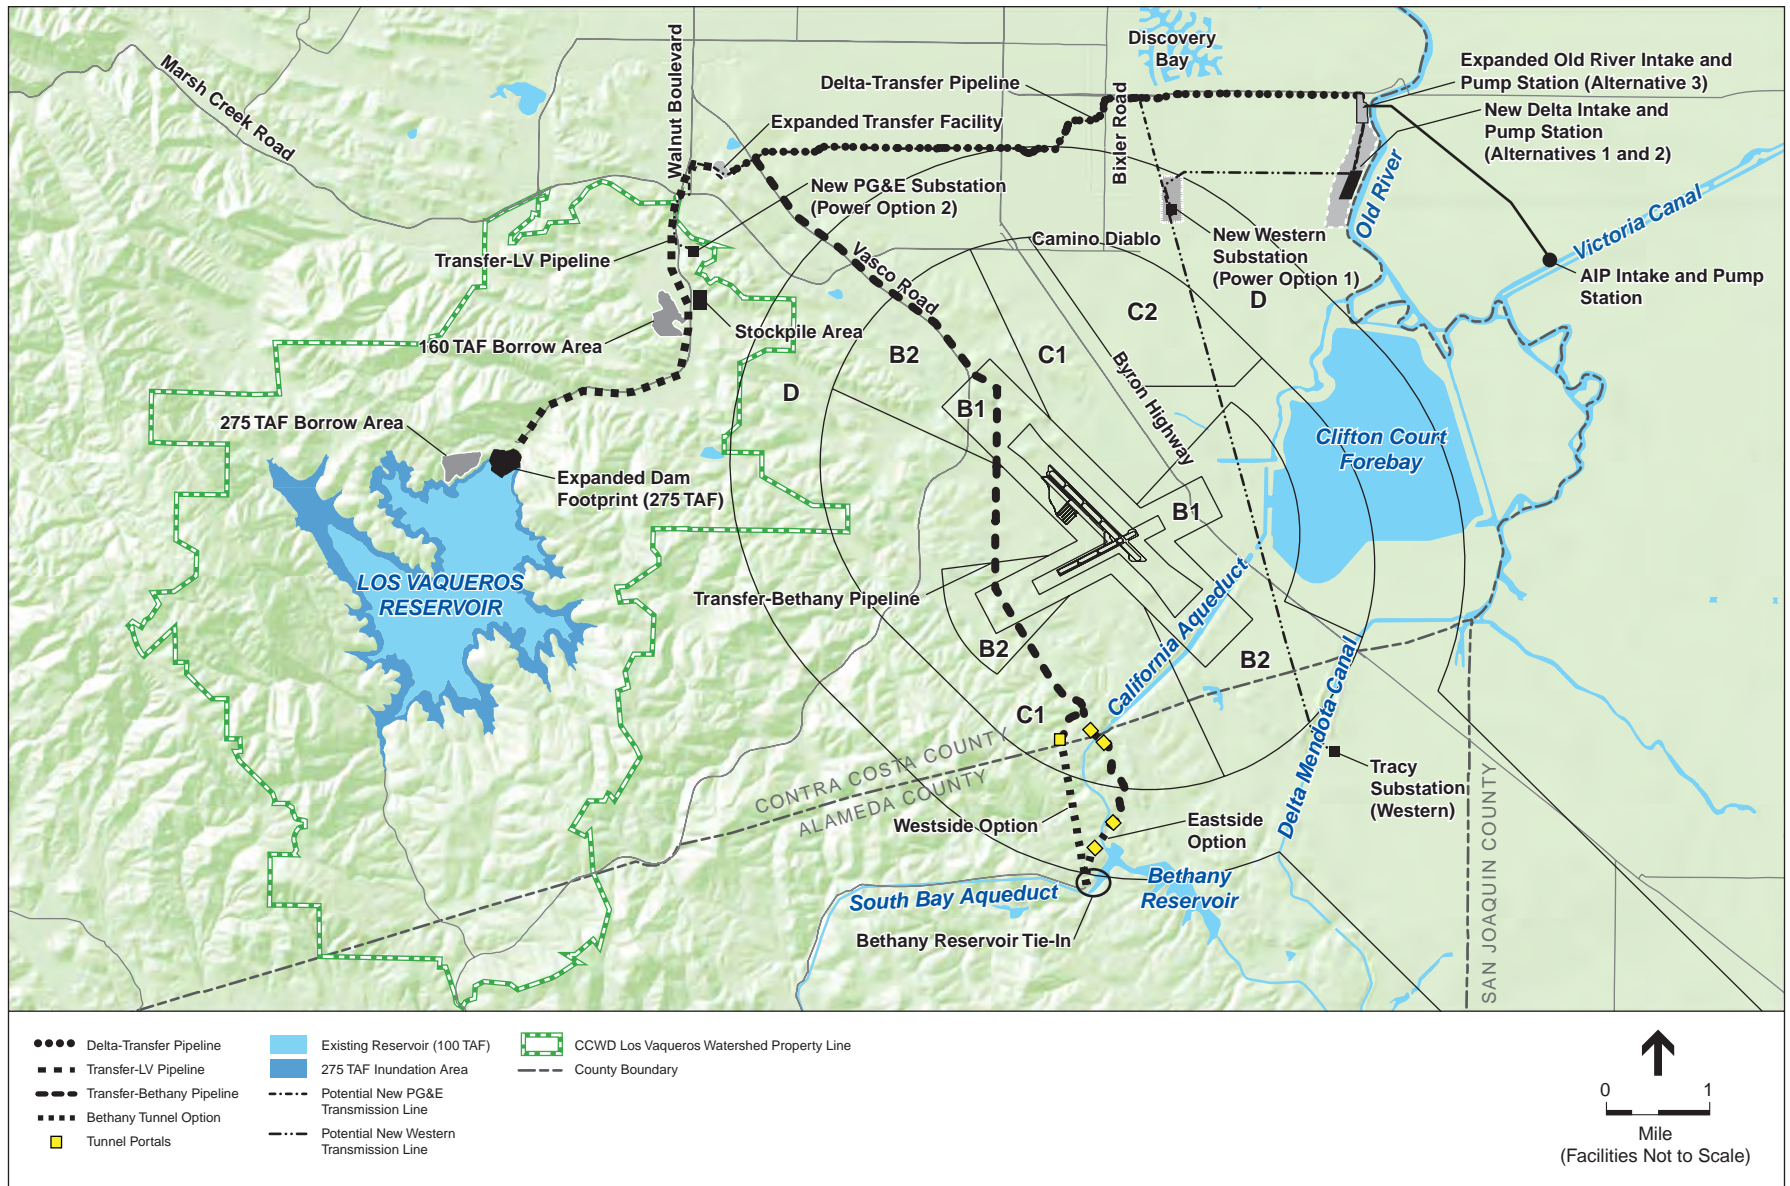 Marsh Creek Road
Walnut Boulevard
Discovery
Bay
Delta-Transfer Pipeline
Expanded Transfer Facility
Bixler Road
Expanded Old River Intake and
Pump Station (Alternative 3)
New Delta Intake and
Pump Station
(Alternatives 1 and 2)
New PG&E Substation
(Power Option 2)
Old River
Victoria Canal
Transfer-LV Pipeline
Vasco Road
Camino Diablo
New Western
Substation
(Power Option 1)
AIP Intake and Pump
Station
D
C2
Stockpile Area
160 TAF Borrow Area
B2
C1
Byron Highway
D
B1
275 TAF Borrow Area
Clifton Court
Forebay
Expanded Dam
Footprint (275 TAF)
B1
LOS VAQUEROS
RESERVOIR
Transfer-Bethany Pipeline
California Aqueduct
B2
B2
Delta Mendota Canal
C1
CONTRA COSTA COUNTY
ALAMEDA COUNTY
Tracy
Substation
(Western)
SAN JOAQUIN COUNTY
Westside Option
Eastside
Option
South Bay Aqueduct
Bethany
Reservoir
Bethany Reservoir Tie-In
Delta-Transfer Pipeline
Transfer-LV Pipeline
Transfer-Bethany Pipeline
Bethany Tunnel Option
Tunnel Portals
Existing Reservoir (100 TAF)
275 TAF Inundation Area
Potential New PG&E
Transmission Line
Potential New Western
Transmission Line
CCWD Los Vaqueros Watershed Property Line
County Boundary
0 1
Mile
(Facilities Not to Scale)